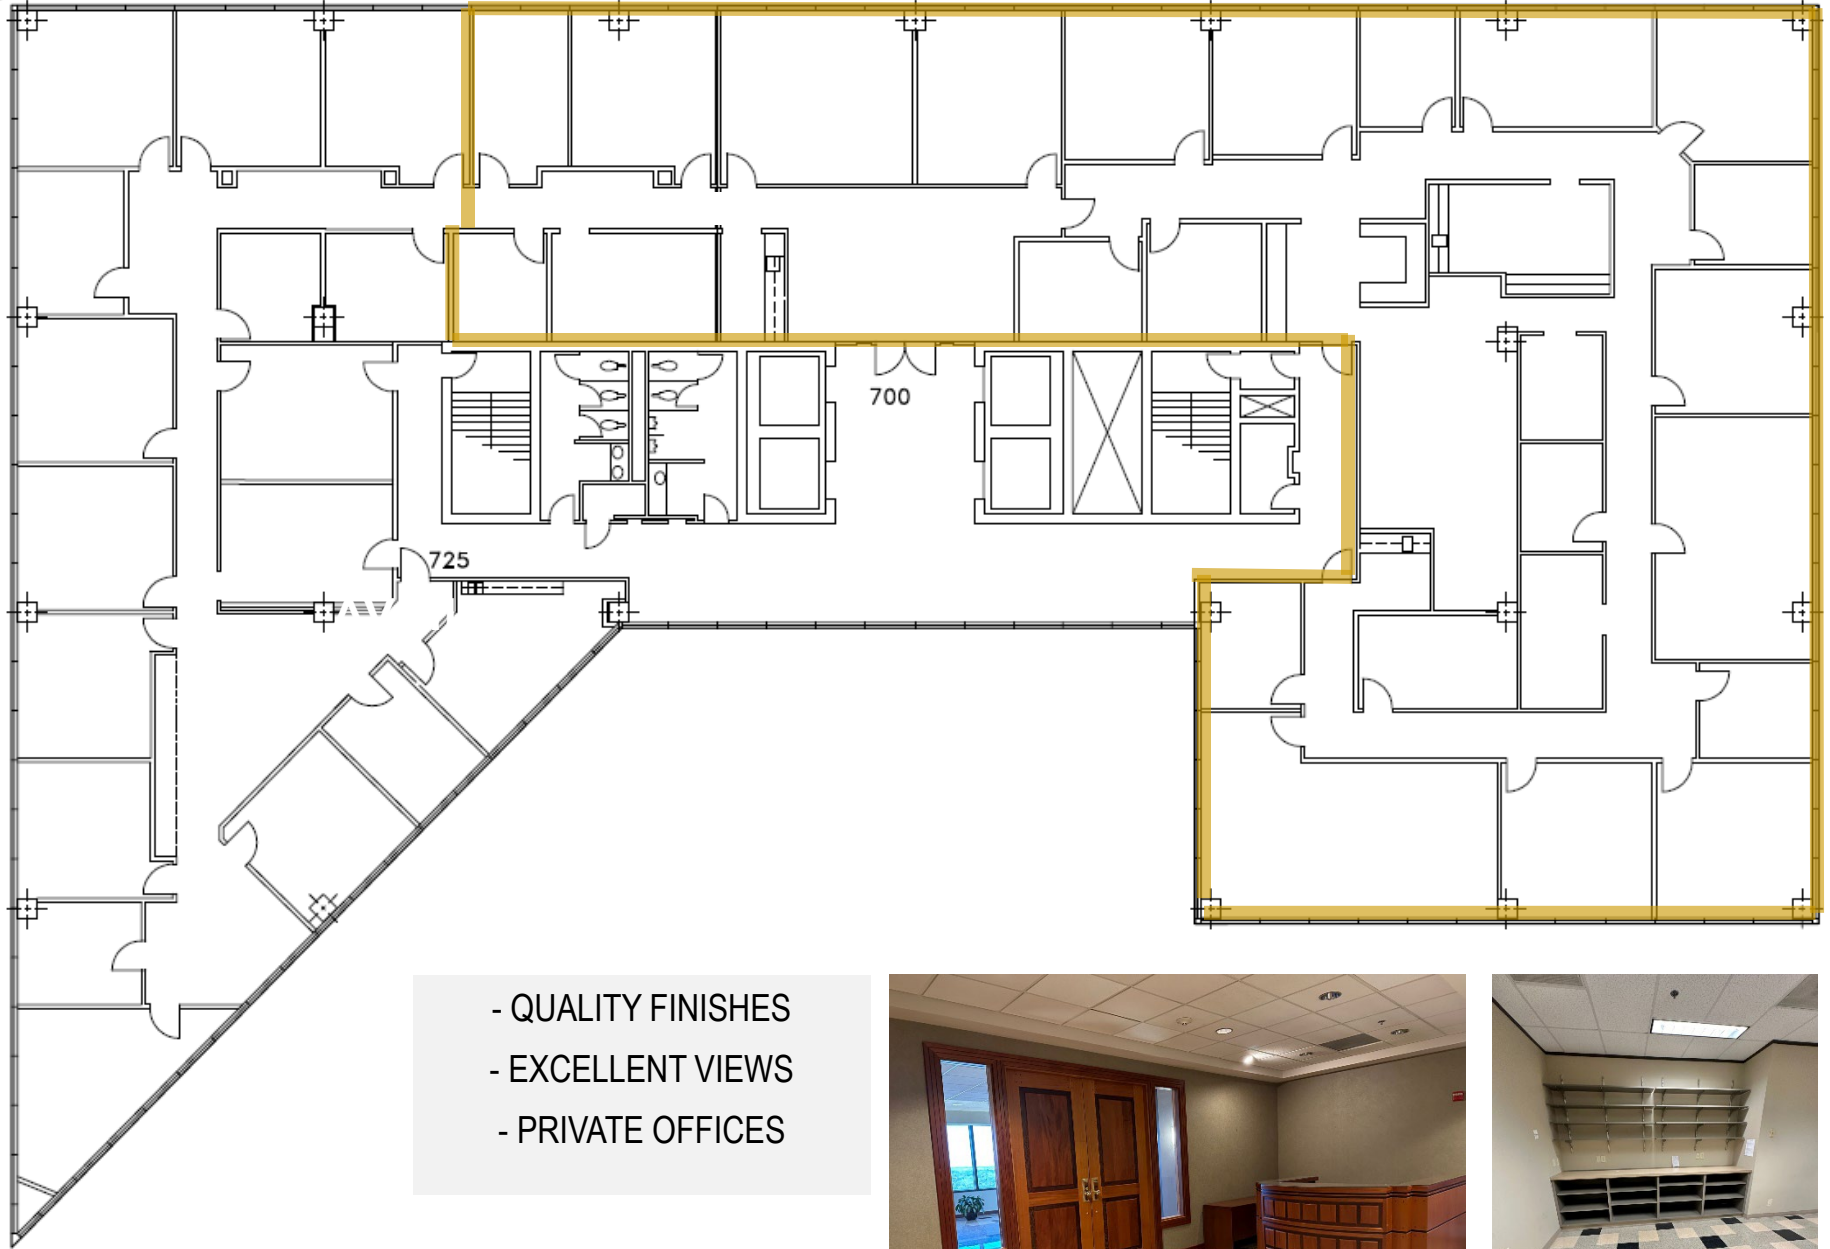 700
725
- QUALITY FINISHES
- EXCELLENT VIEWS
- PRIVATE OFFICES